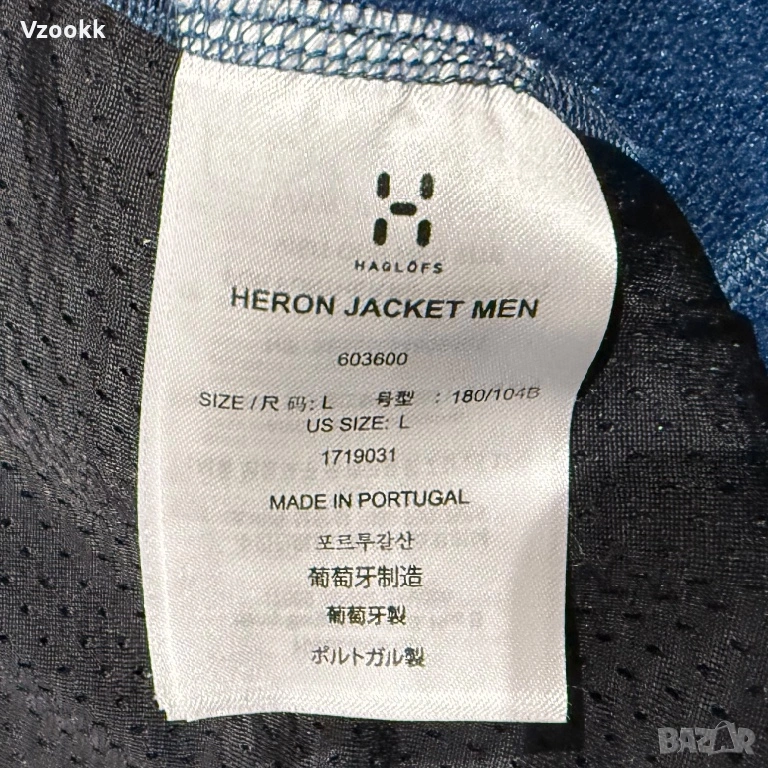 Vzookk
HAGLÖFS
HERON JACKET MEN
603600
SIZE / 尺 码: L 号型 : 180/104B
US SIZE: L
1719031
MADE IN PORTUGAL
포르투갈산
葡萄牙制造
葡萄牙製
ポルトガル製
BAZAR